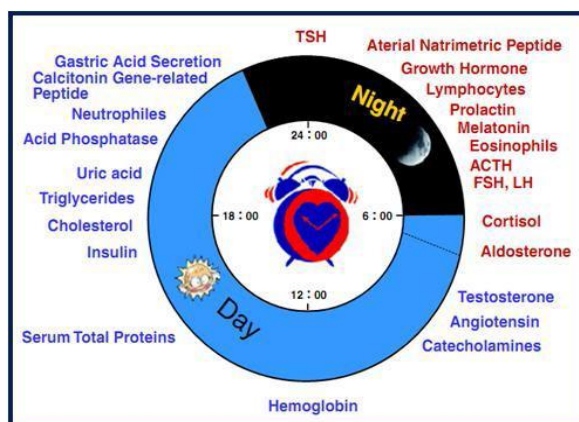 TSH
Aterial Natrimetric Peptide
Growth Hormone
Lymphocytes
Prolactin
Melatonin
Eosinophils
ACTH
FSH, LH
Cortisol
Aldosterone
Testosterone
Angiotensin
Catecholamines
Hemoglobin
Serum Total Proteins
Insulin
Cholesterol
Triglycerides
Uric acid
Acid Phosphatase
Neutrophiles
Calcitonin Gene-related
Peptide
Gastric Acid Secretion
Night
24:00
18:00
6:00
12:00
Day